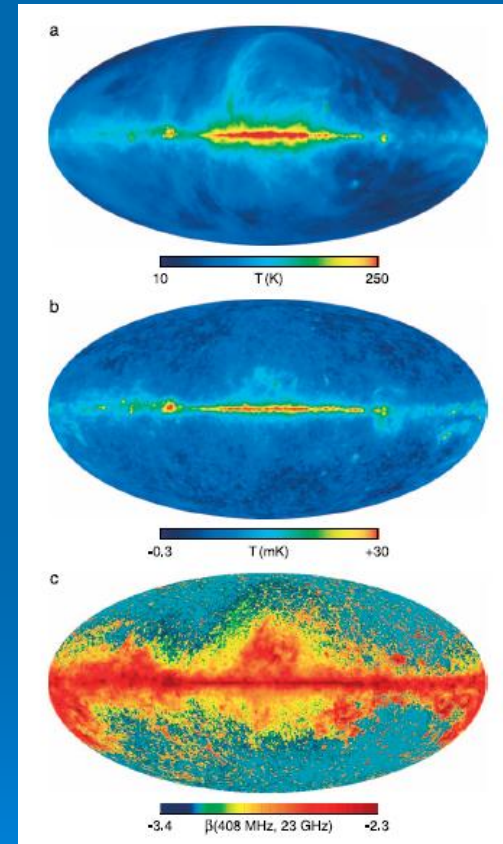 a
10 T(K) 250
b
-0.3 T(mK) +30
c
-3.4 β(408 MHz, 23 GHz) -2.3